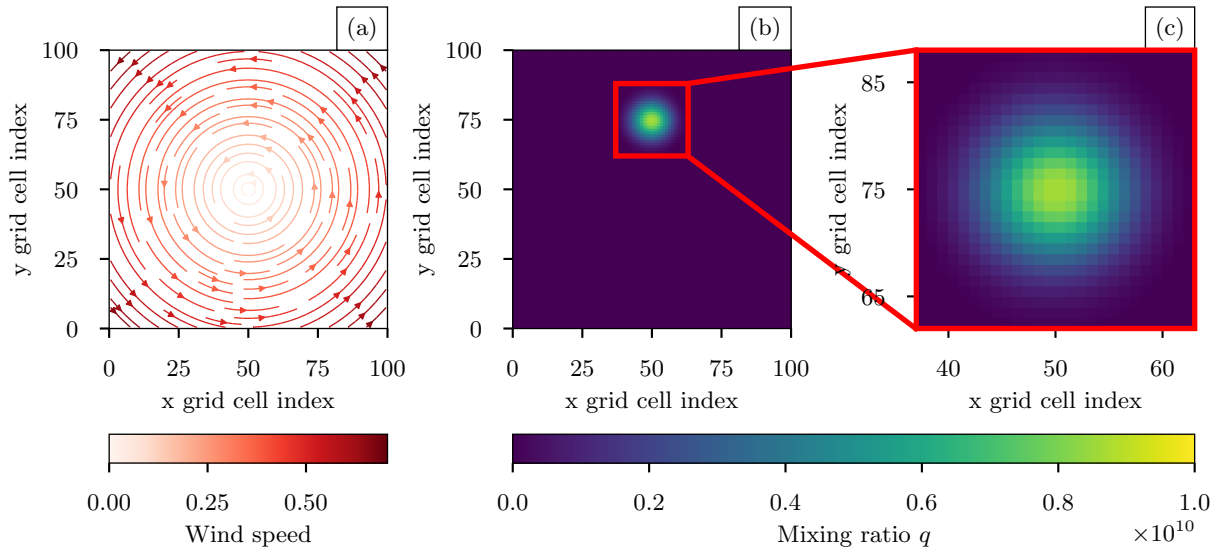 (a)
100
75
50
25
0
y grid cell index
0 25 50 75 100
x grid cell index
0.00 0.25 0.50
Wind speed
(b)
100
75
50
25
0
y grid cell index
0 25 50 75 100
x grid cell index
(c)
85
75
65
y grid cell index
40 50 60
x grid cell index
0.0 0.2 0.4 0.6 0.8 1.0
Mixing ratio q
×10¹⁰